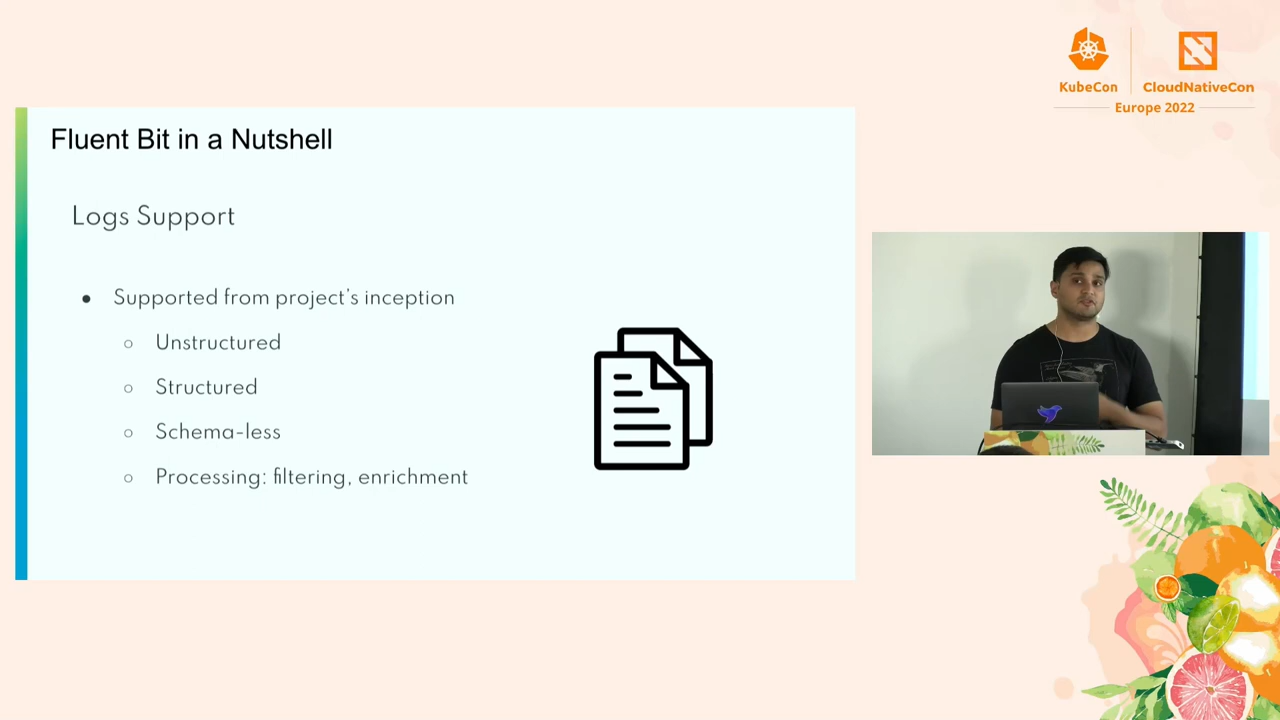 KubeCon
CloudNativeCon
Europe 2022
Fluent Bit in a Nutshell
Logs Support
● Supported from project's inception
○ Unstructured
○ Structured
○ Schema-less
○ Processing: filtering, enrichment